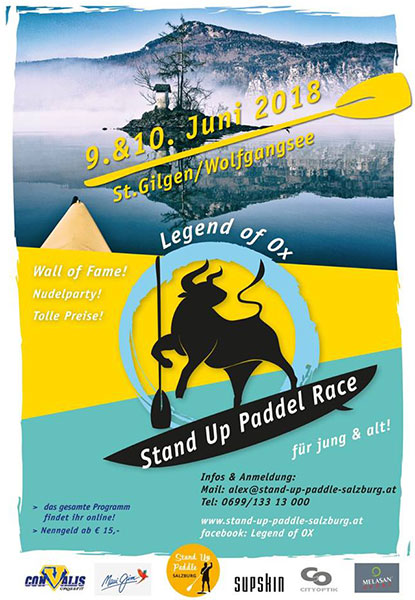 9.&10. Juni 2018
St.Gilgen/Wolfgangsee
Legend of Ox
Wall of Fame!
Nudelparty!
Tolle Preise!
Stand Up Paddel Race
für jung & alt!
Infos & Anmeldung:
Mail: alex@stand-up-paddle-salzburg.at
Tel: 0699/133 13 000
www.stand-up-paddle-salzburg.at
facebook: Legend of OX
> das gesamte Programm
findet ihr online!
> Nenngeld ab € 15,-
CONVALIS
Maui Jim
Stand Up
Paddle
SALZBURG
SUPSKIN
CITYOPTIK
MELASAN